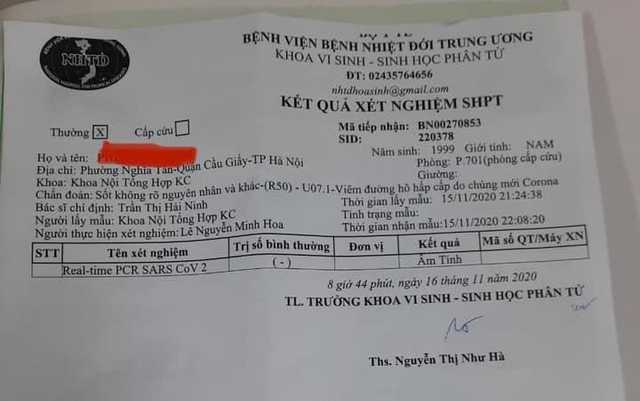 BỆNH VIỆN BỆNH NHIỆT ĐỚI TRUNG ƯƠNG
KHOA VI SINH - SINH HỌC PHÂN TỬ
ĐT: 02435764656
nhtdhoasinh@gmail.com
NHTD
KẾT QUẢ XÉT NGHIỆM SHPT
Thường X Cấp cứu
Mã tiếp nhận: BN00270853
SID: 220378
Họ và tên:
Năm sinh: 1999 Giới tính: NAM
Địa chỉ: Phường Nghĩa Tân-Quận Cầu Giấy-TP Hà Nội
Phòng: P.701(phòng cấp cứu)
Khoa: Khoa Nội Tổng Hợp KC
Giường:
Chẩn đoán: Sốt không rõ nguyên nhân và khác-(R50) - U07.1-Viêm đường hô hấp cấp do chủng mới Corona
Bác sĩ chỉ định: Trần Thị Hải Ninh
Thời gian lấy mẫu: 15/11/2020 21:24:38
Người lấy mẫu: Khoa Nội Tổng Hợp KC
Tình trạng mẫu:
Người thực hiện xét nghiệm: Lê Nguyễn Minh Hoa
Thời gian nhận mẫu:15/11/2020 22:08:20
STT Tên xét nghiệm Trị số bình thường Đơn vị Kết quả Mã số QT/Máy XN
Real-time PCR SARS CoV 2 (-) Âm Tính
8 giờ 44 phút, ngày 16 tháng 11 năm 2020
TL. TRƯỞNG KHOA VI SINH - SINH HỌC PHÂN TỬ
Ths. Nguyễn Thị Như Hà